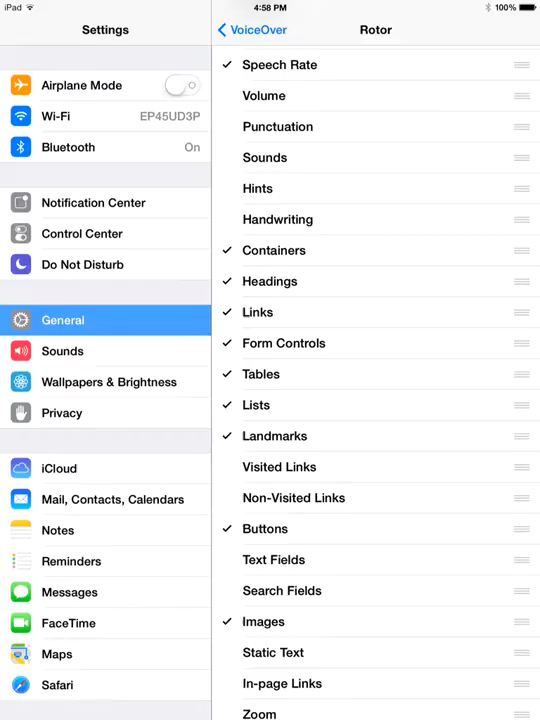 iPad
4:58 PM
100%
Settings
VoiceOver
Rotor
Airplane Mode
Wi-Fi EP45UD3P
Bluetooth On
Notification Center
Control Center
Do Not Disturb
General
Sounds
Wallpapers & Brightness
Privacy
iCloud
Mail, Contacts, Calendars
Notes
Reminders
Messages
FaceTime
Maps
Safari
Speech Rate
Volume
Punctuation
Sounds
Hints
Handwriting
Containers
Headings
Links
Form Controls
Tables
Lists
Landmarks
Visited Links
Non-Visited Links
Buttons
Text Fields
Search Fields
Images
Static Text
In-page Links
Zoom